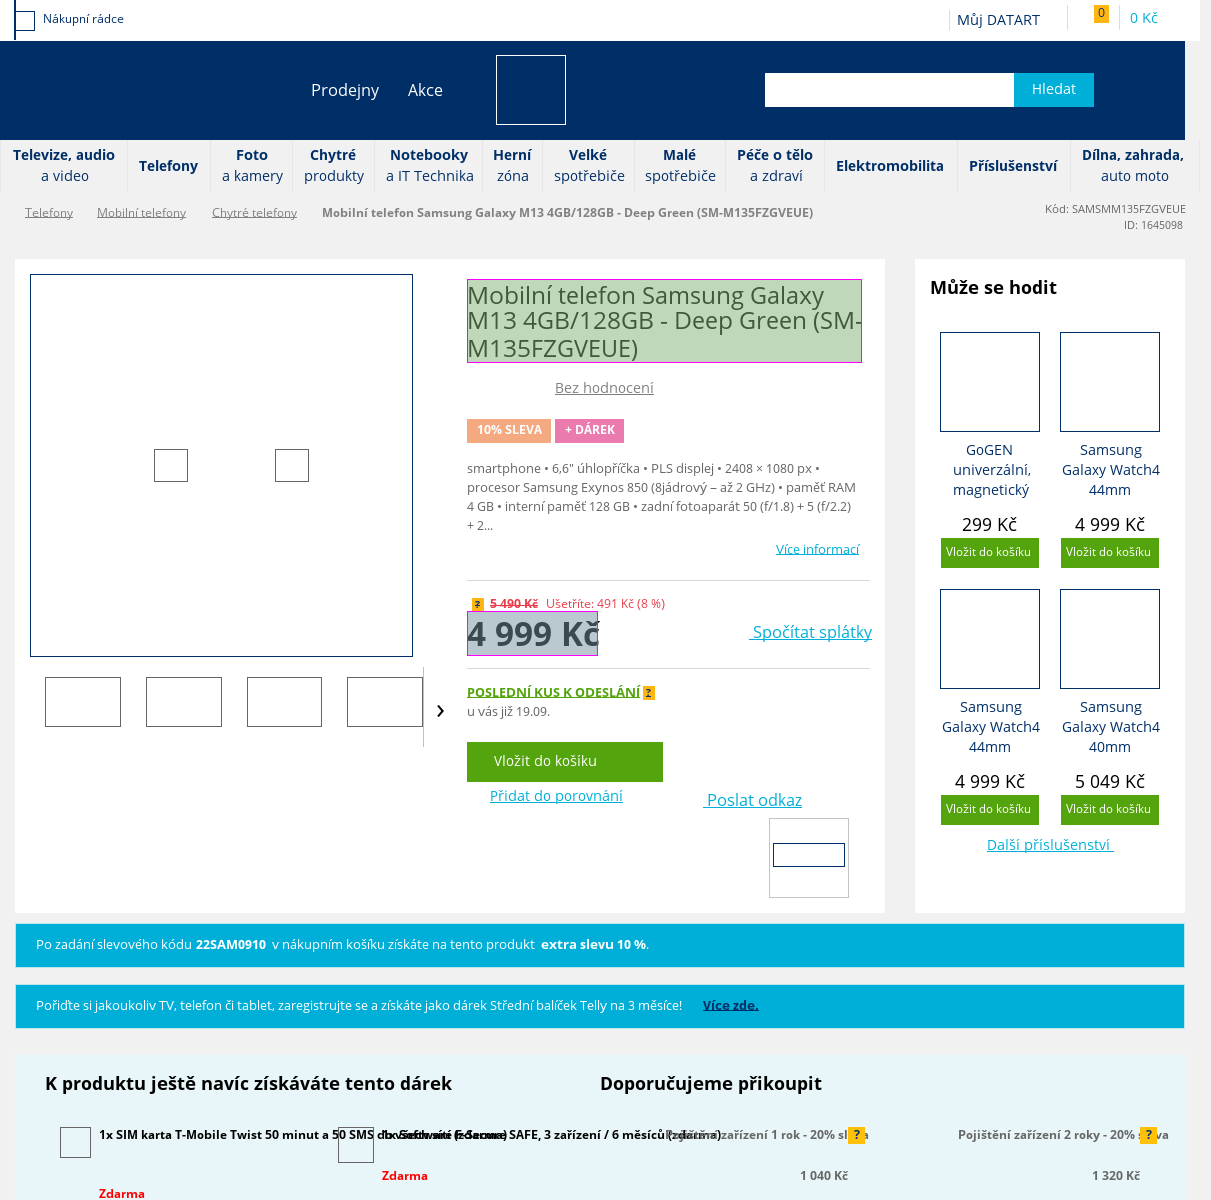 Nákupní rádce
Můj DATART
0
0 Kč
Prodejny
Akce
Hledat
Televize, audio
a video
Telefony
Foto
a kamery
Chytré
produkty
Notebooky
a IT Technika
Herní
zóna
Velké
spotřebiče
Malé
spotřebiče
Péče o tělo
a zdraví
Elektromobilita
Příslušenství
Dílna, zahrada,
auto moto
Telefony
Mobilní telefony
Chytré telefony
Mobilní telefon Samsung Galaxy M13 4GB/128GB - Deep Green (SM-M135FZGVEUE)
Kód: SAMSMM135FZGVEUE
ID: 1645098
Mobilní telefon Samsung Galaxy
M13 4GB/128GB - Deep Green (SM-
M135FZGVEUE)
Bez hodnocení
10% SLEVA
+ DÁREK
smartphone • 6,6" úhlopříčka • PLS displej • 2408 × 1080 px •
procesor Samsung Exynos 850 (8jádrový – až 2 GHz) • paměť RAM
4 GB • interní paměť 128 GB • zadní fotoaparát 50 (f/1.8) + 5 (f/2.2)
+ 2...
Více informací
? 5 490 Kč Ušetříte: 491 Kč (8 %)
4 999 Kč
Spočítat splátky
POSLEDNÍ KUS K ODESLÁNÍ ?
u vás již 19.09.
Vložit do košíku
Přidat do porovnání
Poslat odkaz
Může se hodit
GoGEN
univerzální,
magnetický
299 Kč
Vložit do košíku
Samsung
Galaxy Watch4
44mm
4 999 Kč
Vložit do košíku
Samsung
Galaxy Watch4
44mm
4 999 Kč
Vložit do košíku
Samsung
Galaxy Watch4
40mm
5 049 Kč
Vložit do košíku
Další příslušenství
Po zadání slevového kódu 22SAM0910 v nákupním košíku získáte na tento produkt extra slevu 10 %.
Pořiďte si jakoukoliv TV, telefon či tablet, zaregistrujte se a získáte jako dárek Střední balíček Telly na 3 měsíce! Více zde.
K produktu ještě navíc získáváte tento dárek
1x SIM karta T-Mobile Twist 50 minut a 50 SMS do všech sítí (zdarma)
Zdarma
1x Software F-Secure SAFE, 3 zařízení / 6 měsíců (zdarma)
Zdarma
Doporučujeme přikoupit
Pojištění zařízení 1 rok - 20% sleva
?
1 040 Kč
Pojištění zařízení 2 roky - 20% sleva
?
1 320 Kč